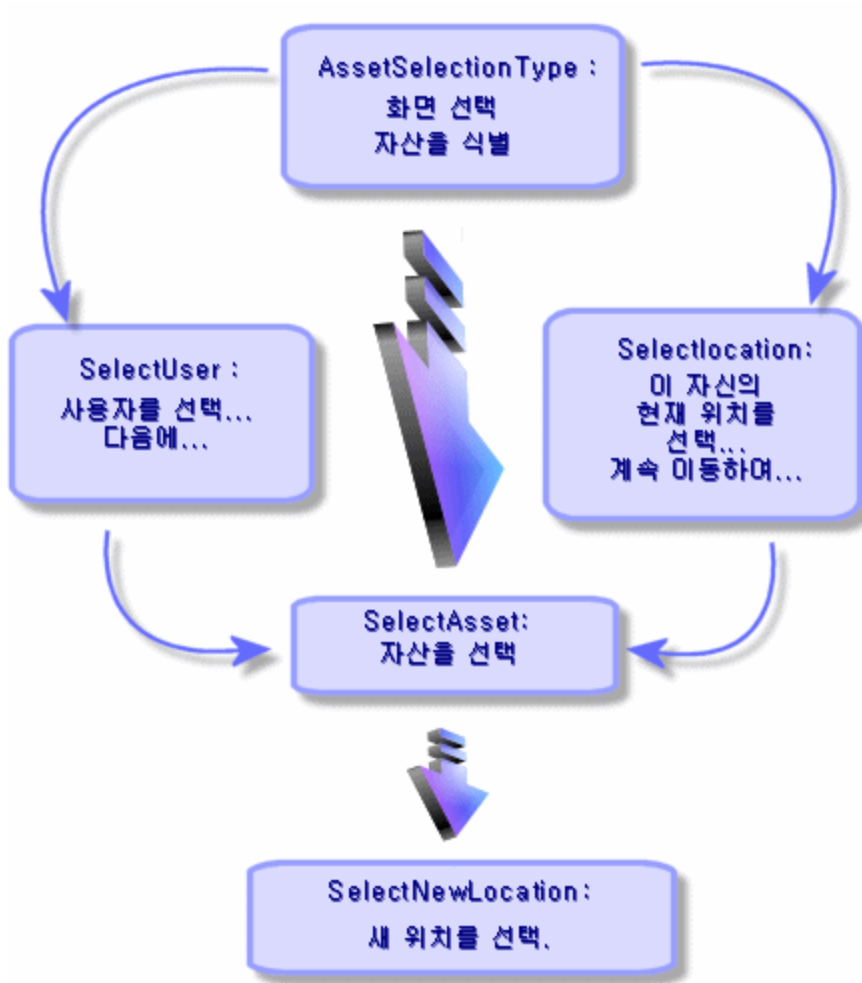 AssetSelectionType :
화면 선택
자산을 식별
SelectUser :
사용자를 선택...
다음에...
Selectlocation:
이 자신의
현재 위치를
선택...
계속 이동하여...
SelectAsset:
자산을 선택
SelectNewLocation:
새 위치를 선택.